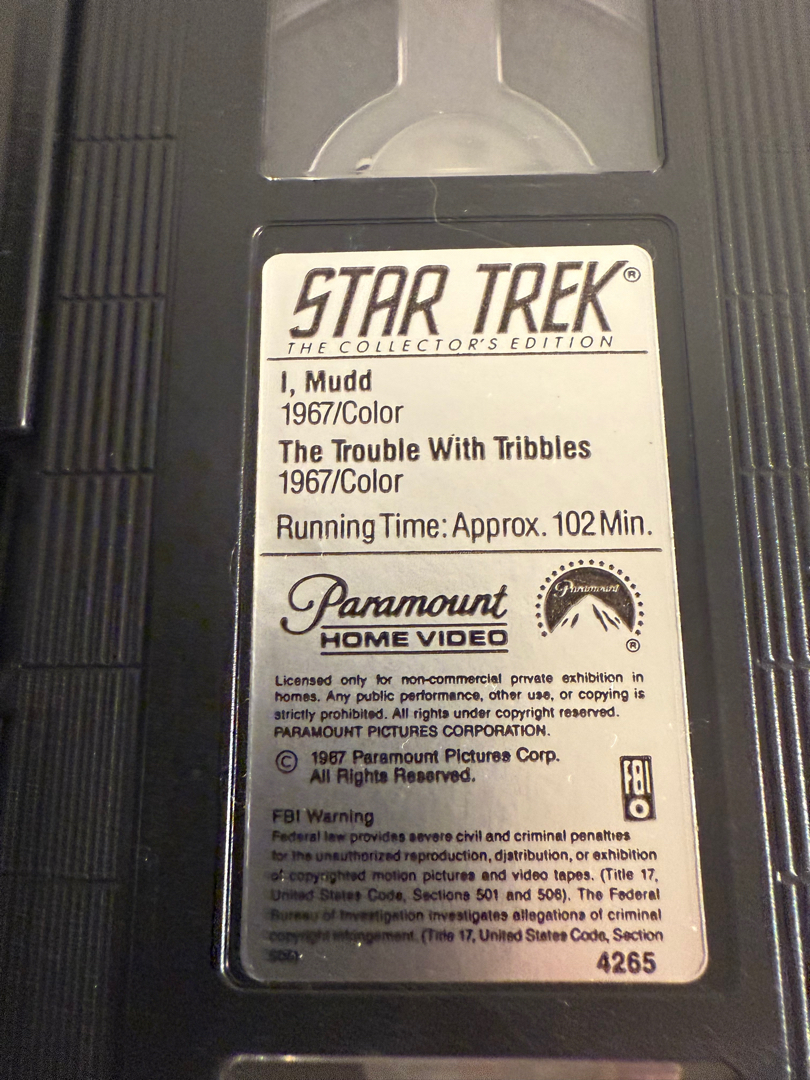 STAR TREK®
THE COLLECTOR'S EDITION
I, Mudd
1967/Color
The Trouble With Tribbles
1967/Color
Running Time: Approx. 102 Min.
Paramount
HOME VIDEO
Paramount
®
Licensed only for non-commercial private exhibition in
homes. Any public performance, other use, or copying is
strictly prohibited. All rights under copyright reserved.
PARAMOUNT PICTURES CORPORATION.
© 1967 Paramount Pictures Corp.
All Rights Reserved.
FBI
FBI Warning
Federal law provides severe civil and criminal penalties
for the unauthorized reproduction, distribution, or exhibition
of copyrighted motion pictures and video tapes. (Title 17,
United States Code, Sections 501 and 506). The Federal
Bureau of Investigation investigates allegations of criminal
copyright infringement. (Title 17, United States Code, Section
506).
4265